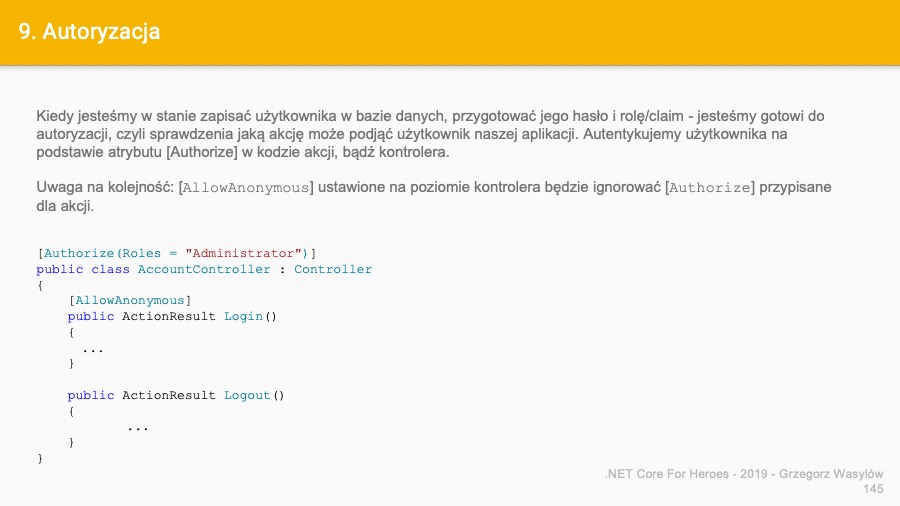 9. Autoryzacja
Kiedy jesteśmy w stanie zapisać użytkownika w bazie danych, przygotować jego hasło i rolę/claim - jesteśmy gotowi do
autoryzacji, czyli sprawdzenia jaką akcję może podjąć użytkownik naszej aplikacji. Autentykujemy użytkownika na
podstawie atrybutu [Authorize] w kodzie akcji, bądź kontrolera.
Uwaga na kolejność: [AllowAnonymous] ustawione na poziomie kontrolera będzie ignorować [Authorize] przypisane
dla akcji.
[Authorize(Roles = "Administrator")]
public class AccountController : Controller
{
    [AllowAnonymous]
    public ActionResult Login()
    {
      ...
    }
    public ActionResult Logout()
    {
            ...
    }
}
.NET Core For Heroes - 2019 - Grzegorz Wasylów
145